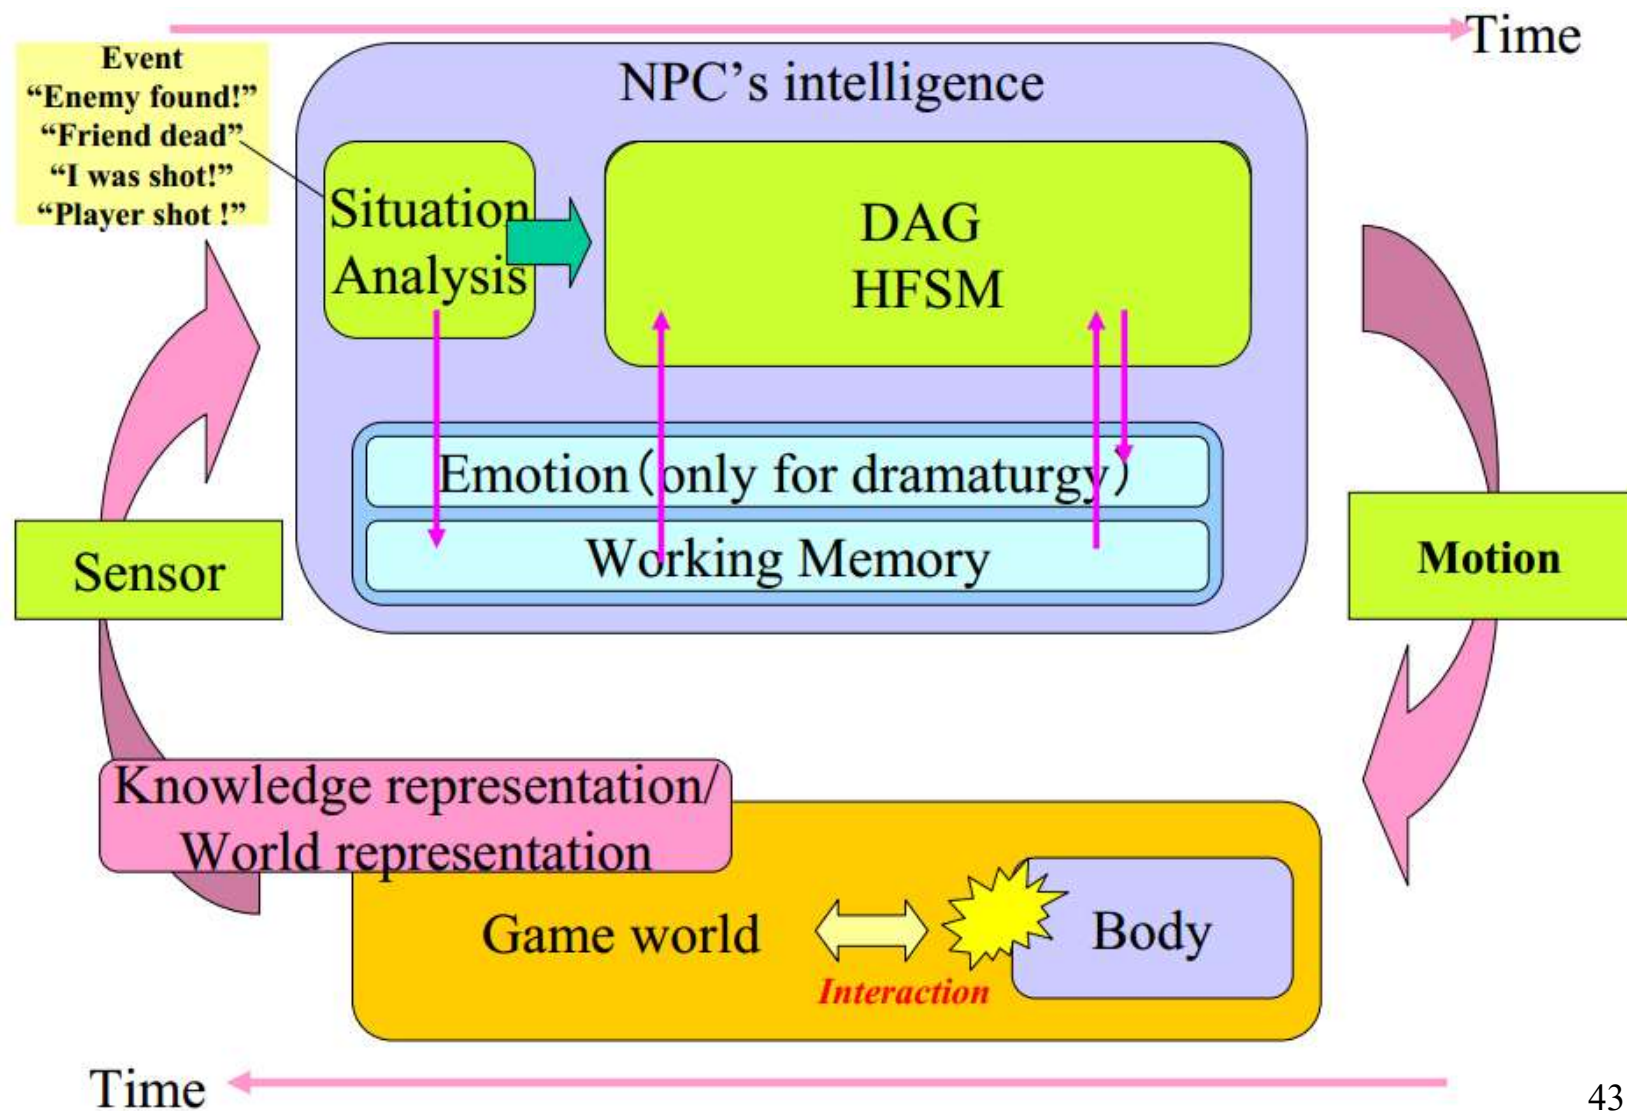 Time
Event
“Enemy found!”
“Friend dead”
“I was shot!”
“Player shot !”
NPC’s intelligence
Situation
Analysis
DAG
HFSM
Emotion（only for dramaturgy）
Working Memory
Sensor
Motion
Knowledge representation/
World representation
Game world
Interaction
Body
Time
43